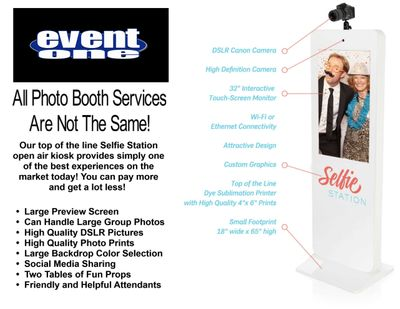 event
one
All Photo Booth Services
Are Not The Same!
Our top of the line Selfie Station
open air kiosk provides simply one
of the best experiences on the
market today! You can pay more
and get a lot less!
• Large Preview Screen
• Can Handle Large Group Photos
• High Quality DSLR Pictures
• High Quality Photo Prints
• Large Backdrop Color Selection
• Social Media Sharing
• Two Tables of Fun Props
• Friendly and Helpful Attendants
DSLR Canon Camera
High Definition Camera
32" Interactive
Touch-Screen Monitor
Wi-Fi or
Ethernet Connectivity
Attractive Design
Custom Graphics
Top of the Line
Dye Sublimation Printer
with High Quality 4"x 6" Prints
Small Footprint
18" wide x 65" high
Selfie
STATION